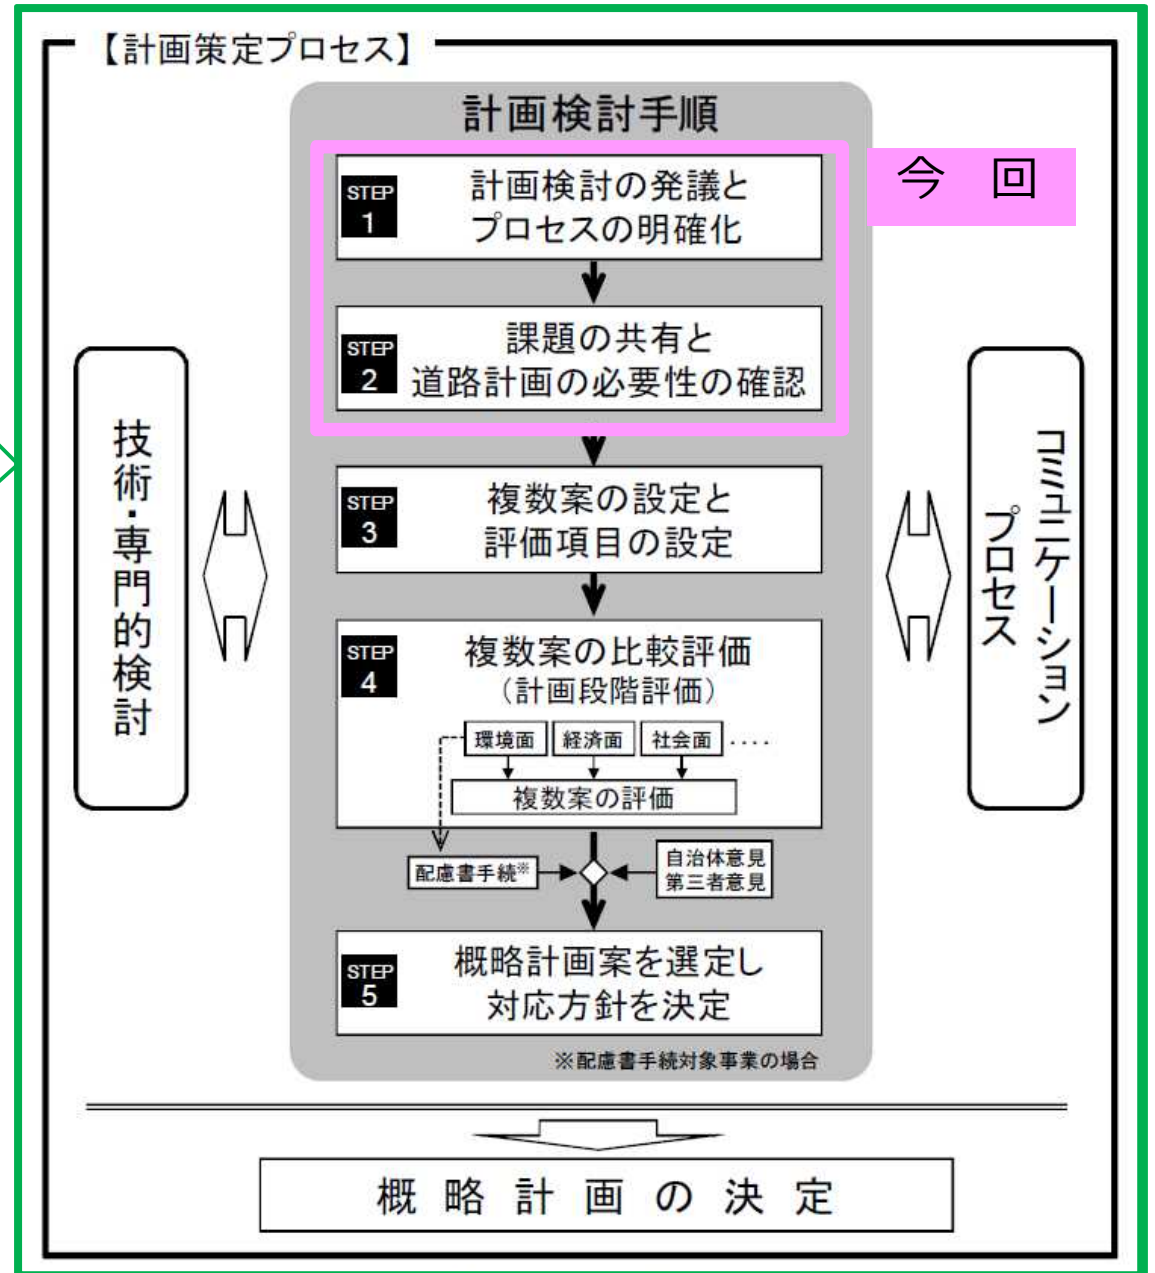 【計画策定プロセス】
計画検討手順
今　回
STEP
1
計画検討の発議と
プロセスの明確化
STEP
2
課題の共有と
道路計画の必要性の確認
STEP
3
複数案の設定と
評価項目の設定
STEP
4
複数案の比較評価
（計画段階評価）
環境面
経済面
社会面
‥‥
複数案の評価
配慮書手続※
自治体意見
第三者意見
STEP
5
概略計画案を選定し
対応方針を決定
※配慮書手続対象事業の場合
技術・専門的検討
コミュニケーション
プロセス
概略計画の決定